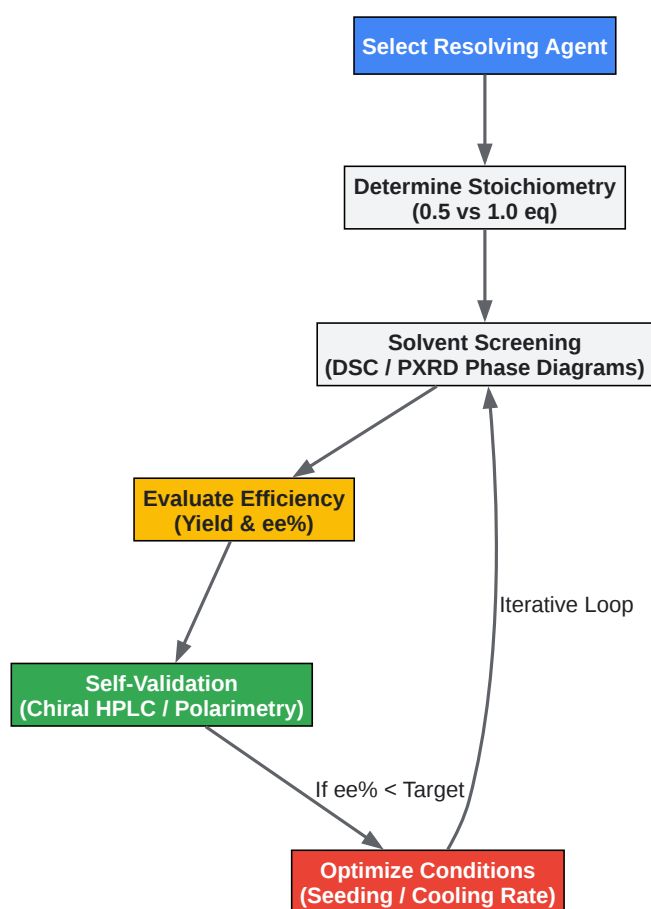 Select Resolving Agent
Determine Stoichiometry
(0.5 vs 1.0 eq)
Solvent Screening
(DSC / PXRD Phase Diagrams)
Evaluate Efficiency
(Yield & ee%)
Iterative Loop
Self-Validation
(Chiral HPLC / Polarimetry)
If ee% < Target
Optimize Conditions
(Seeding / Cooling Rate)